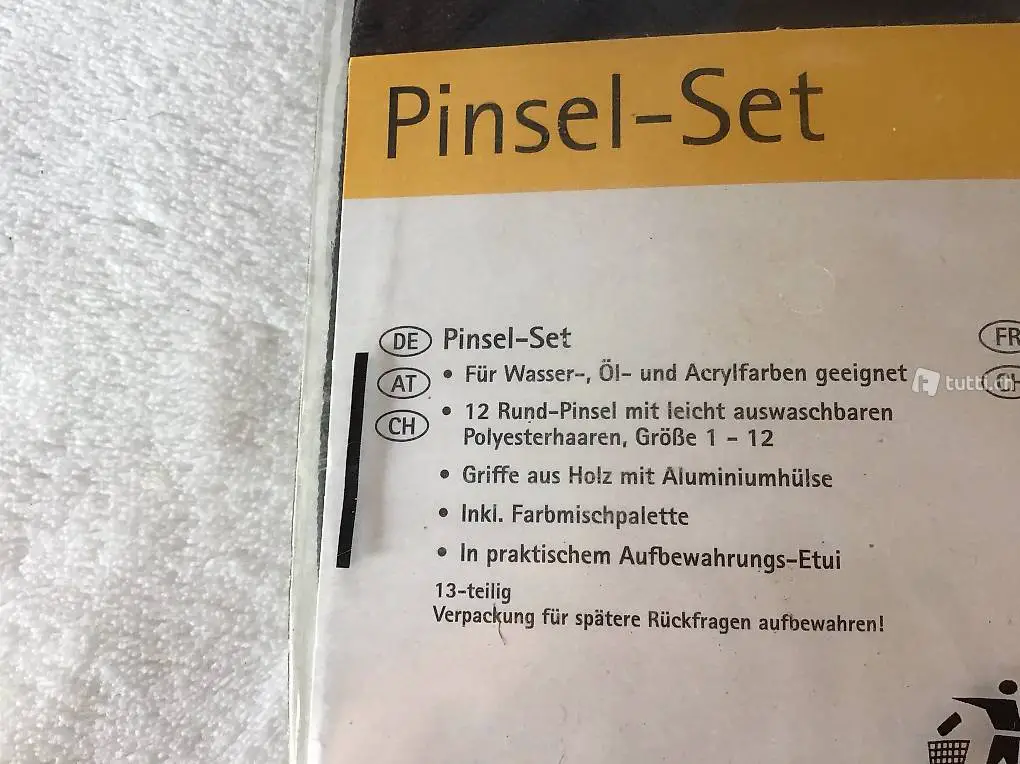 Pinsel-Set
DE Pinsel-Set
AT • Für Wasser-, Öl- und Acrylfarben geeignet
CH • 12 Rund-Pinsel mit leicht auswaschbaren
Polyesterhaaren, Größe 1 - 12
• Griffe aus Holz mit Aluminiumhülse
• Inkl. Farbmischpalette
• In praktischem Aufbewahrungs-Etui
13-teilig
Verpackung für spätere Rückfragen aufbewahren!
FR
CH
tutti.ch